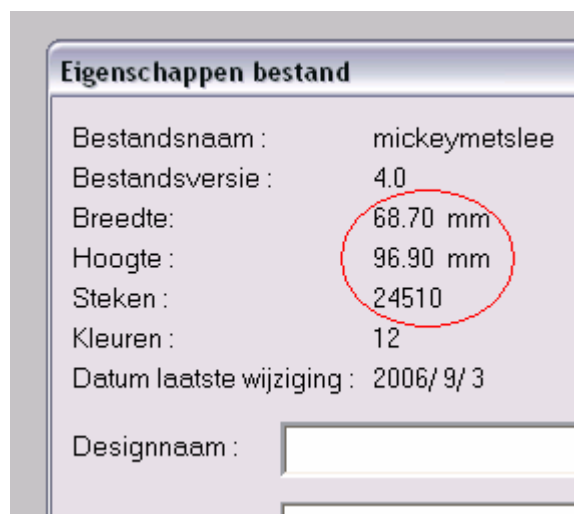 Eigenschappen bestand
Bestandsnaam : mickeymetslee
Bestandsversie : 4.0
Breedte: 68.70 mm
Hoogte : 96.90 mm
Steken : 24510
Kleuren : 12
Datum laatste wijziging : 2006/ 9/ 3
Designnaam :